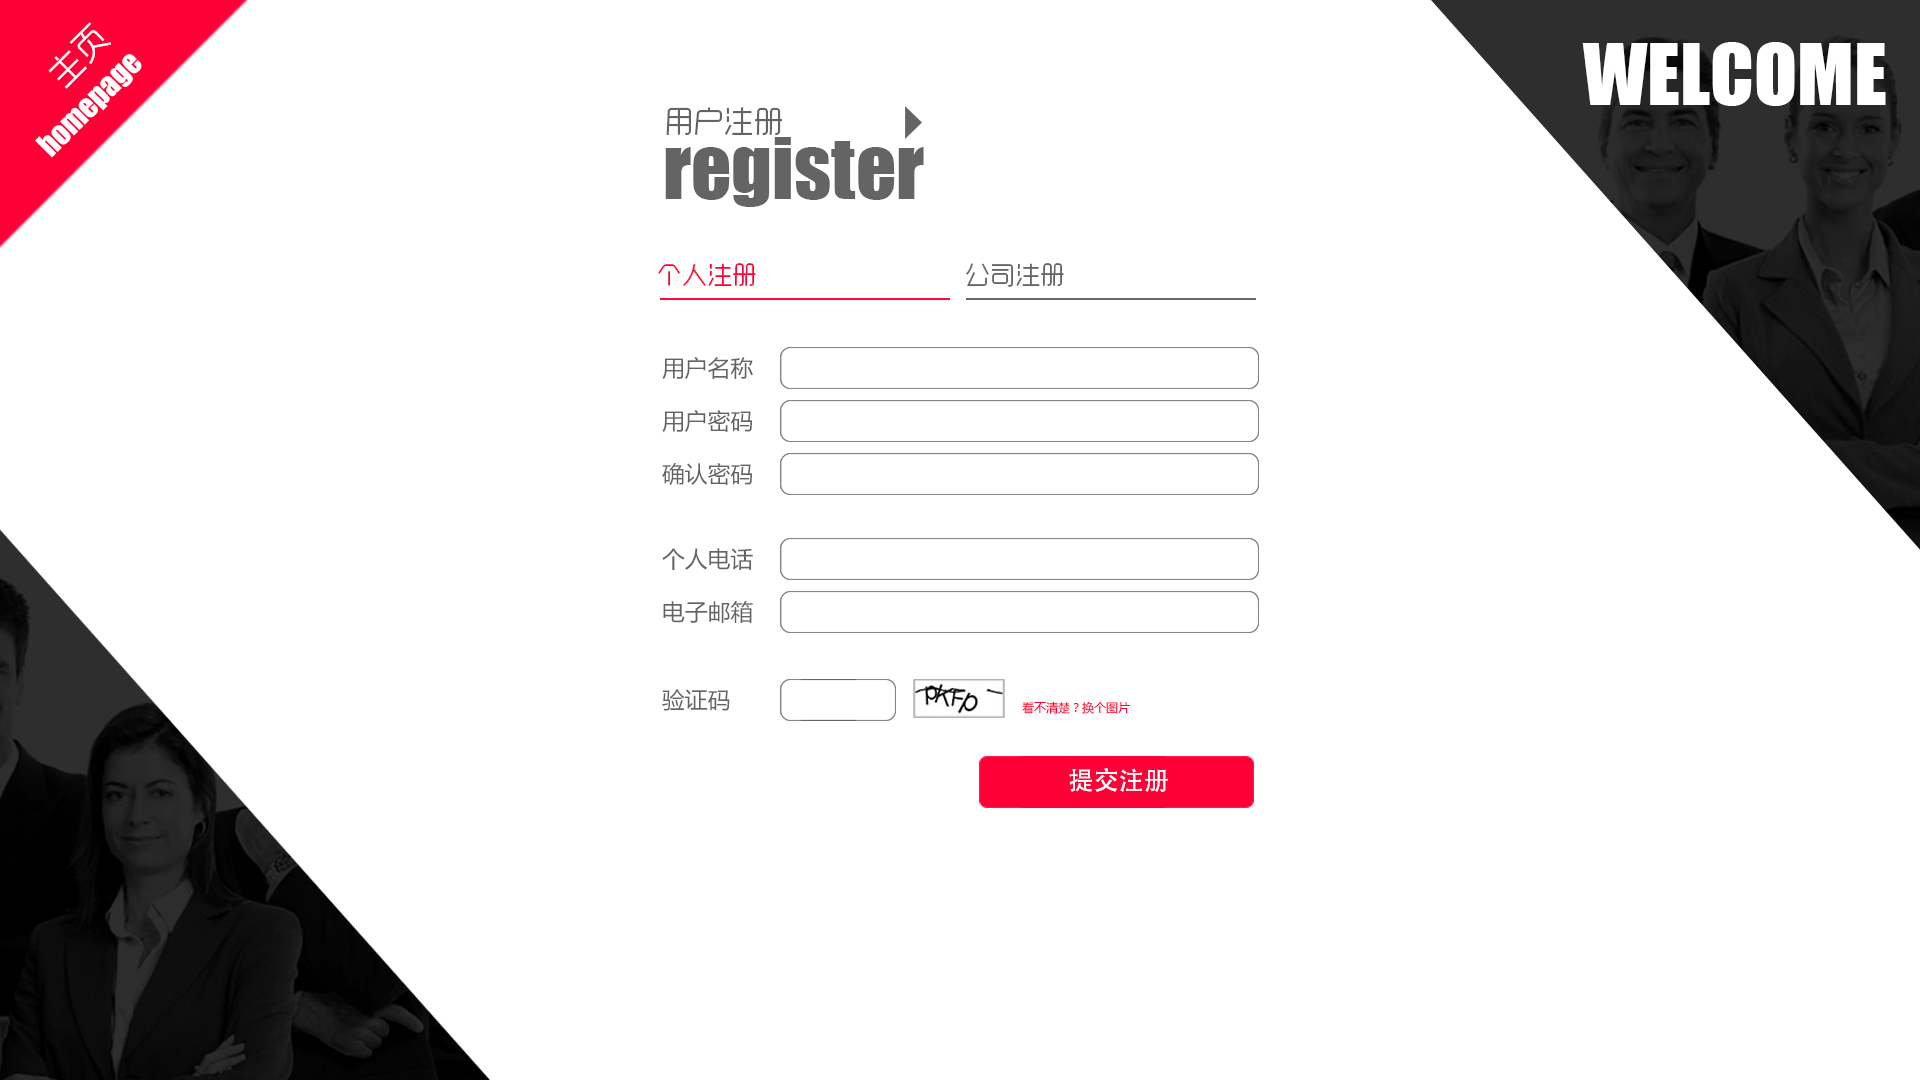 主页
homepage
WELCOME
用户注册
register
个人注册
公司注册
用户名称
用户密码
确认密码
个人电话
电子邮箱
验证码
PKFP
看不清楚？换个图片
提交注册